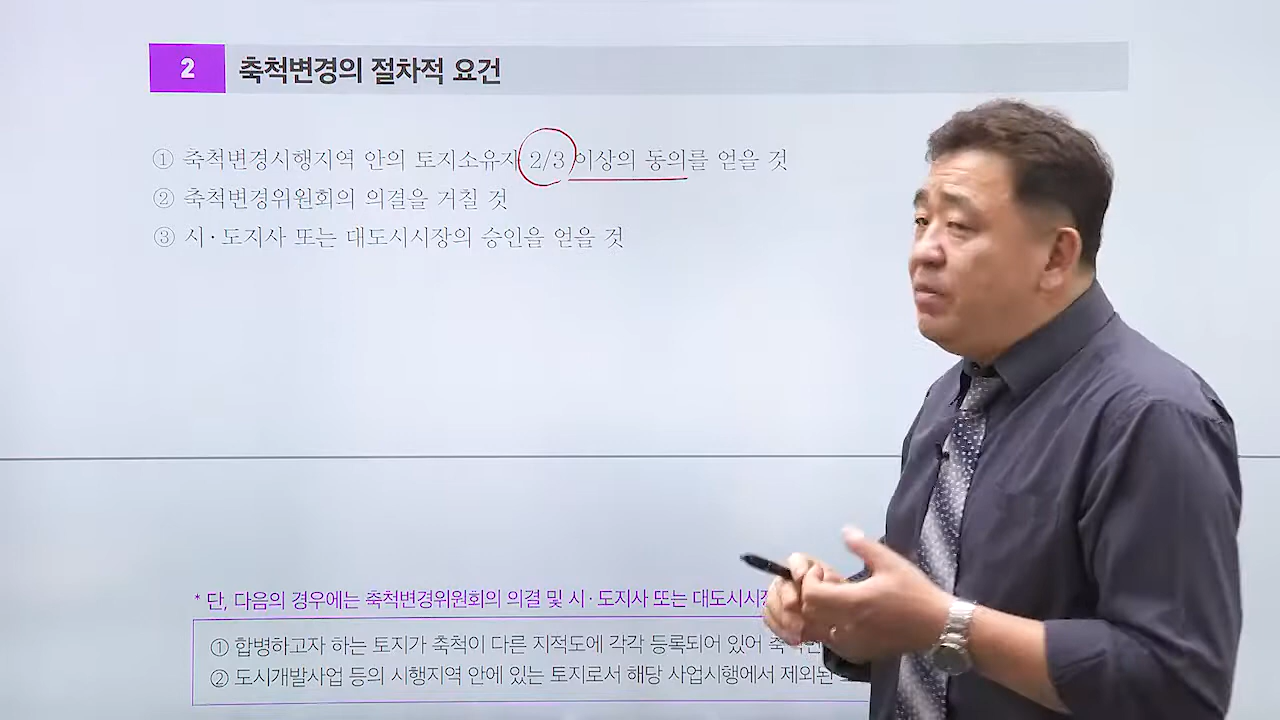 2 축척변경의 절차적 요건
① 축척변경시행지역 안의 토지소유자 2/3 이상의 동의를 얻을 것
② 축척변경위원회의 의결을 거칠 것
③ 시·도지사 또는 대도시시장의 승인을 얻을 것
* 단, 다음의 경우에는 축척변경위원회의 의결 및 시·도지사 또는 대도시시장
① 합병하고자 하는 토지가 축척이 다른 지적도에 각각 등록되어 있어
② 도시개발사업 등의 시행지역 안에 있는 토지로서 해당 사업시행에서 제외된